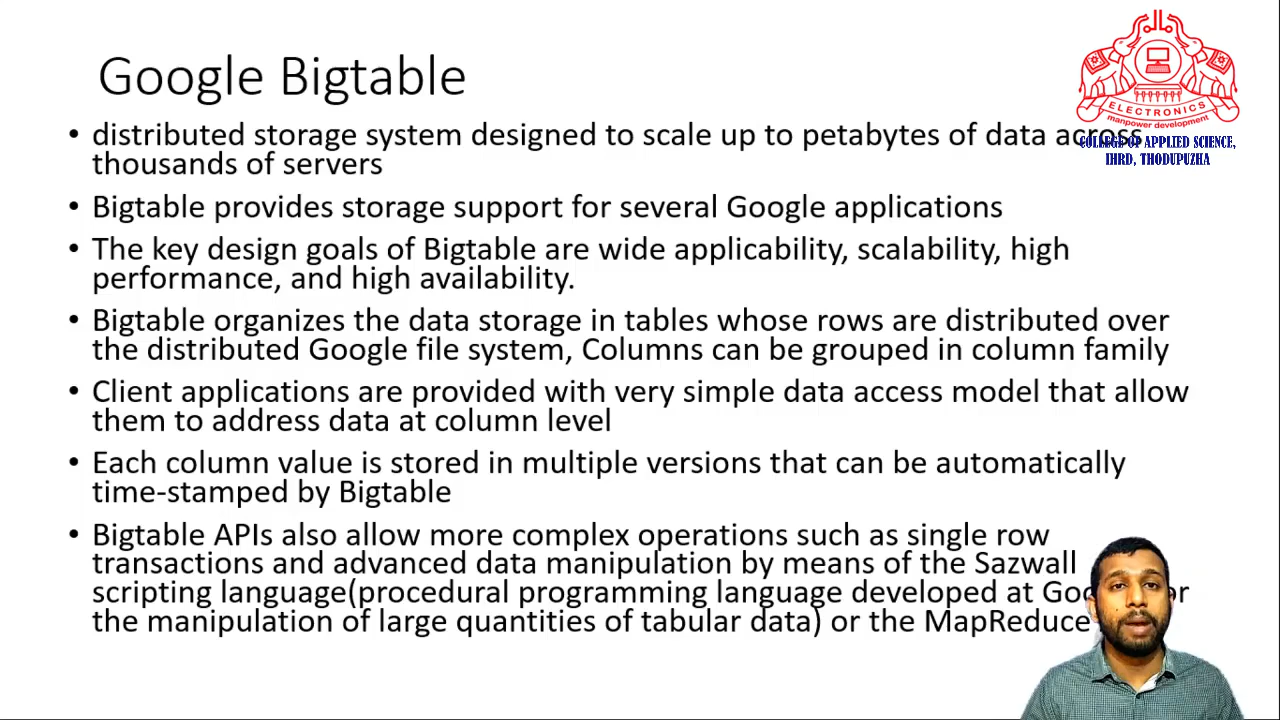 Google Bigtable
• distributed storage system designed to scale up to petabytes of data across
thousands of servers
• Bigtable provides storage support for several Google applications
• The key design goals of Bigtable are wide applicability, scalability, high
performance, and high availability.
• Bigtable organizes the data storage in tables whose rows are distributed over
the distributed Google file system, Columns can be grouped in column family
• Client applications are provided with very simple data access model that allow
them to address data at column level
• Each column value is stored in multiple versions that can be automatically
time-stamped by Bigtable
• Bigtable APIs also allow more complex operations such as single row
transactions and advanced data manipulation by means of the Sazwall
scripting language(procedural programming language developed at
the manipulation of large quantities of tabular data) or the MapReduce
ELECTRONICS
manpower development
COLLEGE OF APPLIED SCIENCE,
IHRD, THODUPUZHA